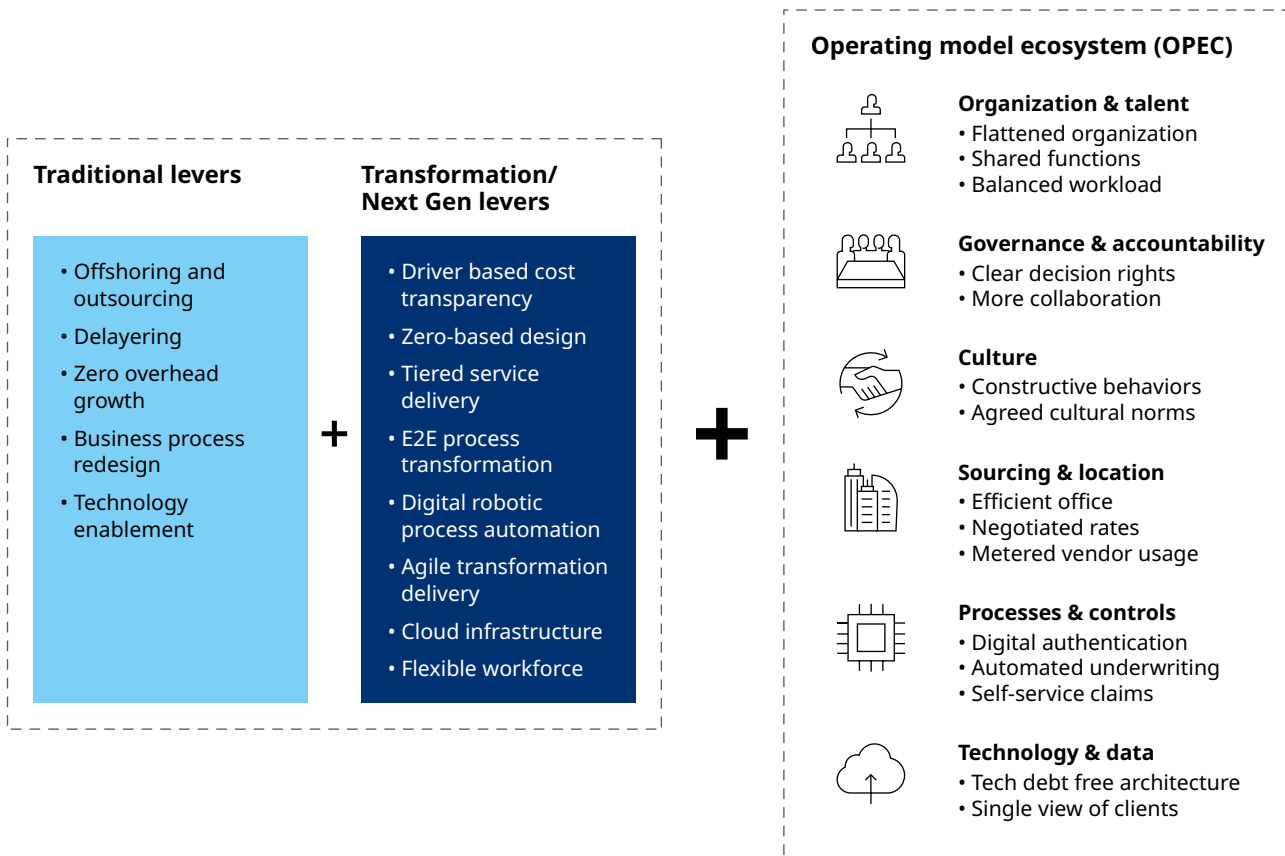 Traditional levers
• Offshoring and
outsourcing
• Delayering
• Zero overhead
growth
• Business process
redesign
• Technology
enablement
+
Transformation/
Next Gen levers
• Driver based cost
transparency
• Zero-based design
• Tiered service
delivery
• E2E process
transformation
• Digital robotic
process automation
• Agile transformation
delivery
• Cloud infrastructure
• Flexible workforce
+
Operating model ecosystem (OPEC)
Organization & talent
• Flattened organization
• Shared functions
• Balanced workload
Governance & accountability
• Clear decision rights
• More collaboration
Culture
• Constructive behaviors
• Agreed cultural norms
Sourcing & location
• Efficient office
• Negotiated rates
• Metered vendor usage
Processes & controls
• Digital authentication
• Automated underwriting
• Self-service claims
Technology & data
• Tech debt free architecture
• Single view of clients